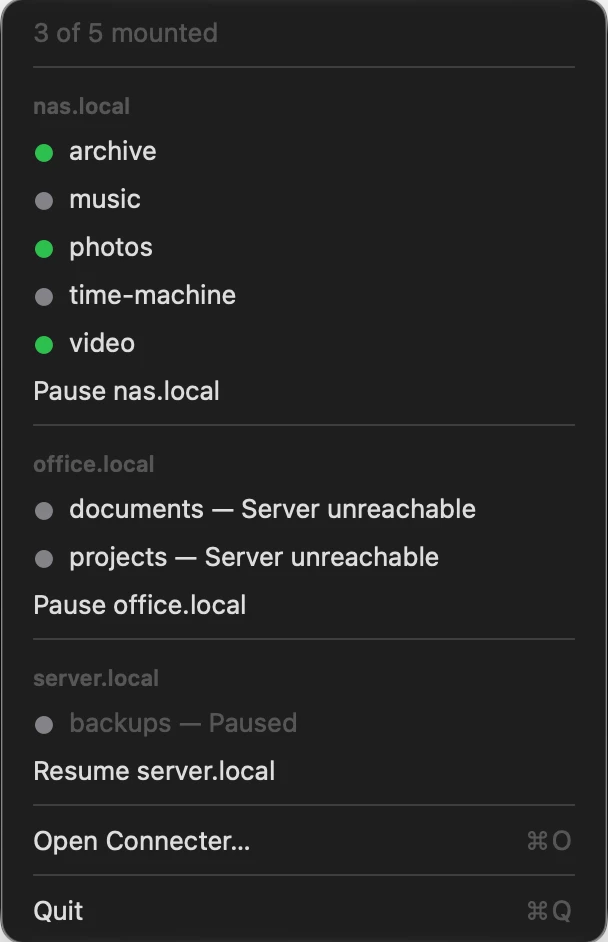 3 of 5 mounted
nas.local
archive
music
photos
time-machine
video
Pause nas.local
office.local
documents — Server unreachable
projects — Server unreachable
Pause office.local
server.local
backups — Paused
Resume server.local
Open Connecter... ⌘O
Quit ⌘Q